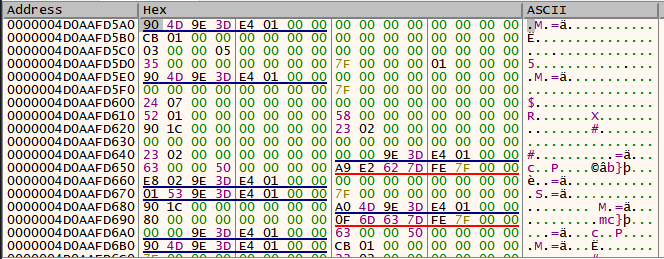 Address Hex ASCII
0000004D0AAFD5A0 90 4D 9E 3D E4 01 00 00 00 00 00 00 00 00 00 00 .M.=ä...........
0000004D0AAFD5B0 C8 01 00 00 00 00 00 00 00 00 00 00 00 00 00 00 È...............
0000004D0AAFD5C0 03 00 00 05 00 00 00 00 00 00 00 00 00 00 00 00 ................
0000004D0AAFD5D0 35 00 00 00 00 00 00 00 7F 00 00 00 01 00 00 00 5...............
0000004D0AAFD5E0 90 4D 9E 3D E4 01 00 00 00 00 00 00 00 00 00 00 .M.=ä...........
0000004D0AAFD5F0 00 00 00 00 00 00 00 00 7F 00 00 00 00 00 00 00 ................
0000004D0AAFD600 24 07 00 00 00 00 00 00 00 00 00 00 00 00 00 00 $...............
0000004D0AAFD610 52 01 00 00 00 00 00 00 58 00 00 00 00 00 00 00 R.......X.......
0000004D0AAFD620 90 1C 00 00 00 00 00 00 23 02 00 00 00 00 00 00 ........#.......
0000004D0AAFD630 00 00 00 00 00 00 00 00 00 00 00 00 00 00 00 00 ................
0000004D0AAFD640 23 02 00 00 00 00 00 00 00 00 9E 3D E4 01 00 00 #..........=ä...
0000004D0AAFD650 63 00 00 50 00 00 00 00 A9 E2 62 7D FE 7F 00 00 c..P....©âb}þ...
0000004D0AAFD660 E8 02 9E 3D E4 01 00 00 00 00 00 00 00 00 00 00 è..=ä...........
0000004D0AAFD670 01 53 9E 3D E4 01 00 00 7F 00 00 00 00 00 00 00 .S.=ä...........
0000004D0AAFD680 90 1C 00 00 00 00 00 00 A0 4D 9E 3D E4 01 00 00 ........ M.=ä...
0000004D0AAFD690 80 00 00 00 00 00 00 00 0F 6D 63 7D FE 7F 00 00 .........mc}þ...
0000004D0AAFD6A0 00 00 9E 3D E4 01 00 00 63 00 00 50 00 00 00 00 ...=ä...c..P....
0000004D0AAFD6B0 90 4D 9E 3D E4 01 00 00 CB 01 00 00 00 00 00 00 .M.=ä...Ë.......